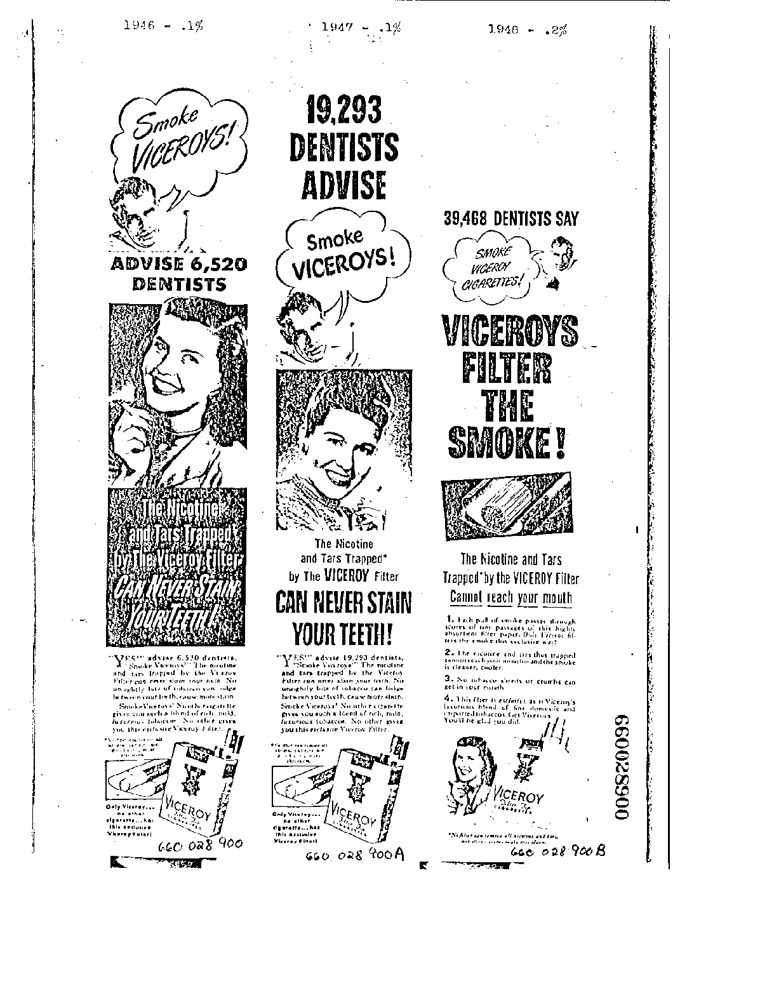 1946 - .1%
1947 - .1%
1948 - .2%
Smoke
VICEROYS!
ADVISE 6,520
DENTISTS
The Nicotine
and Tars Trapped
by The Viceroy Filter
CAN NEVER STAIN
YOUR TEETH!
"YES!" advise 6,520 dentists,
"Smoke Viceroys!" The nicotine
and tars trapped by the Viceroy
Filter can never stain your teeth. No
unsightly bits of tobacco can lodge
between your teeth, cause more stain.
Smoke Viceroys! No other cigarette
gives you such a blend of rich, mild,
luxurious tobaccos. No other gives
you this exclusive Viceroy Filter.
Only Viceroy...
no other
cigarette...has
this exclusive
Viceroy Filter!
VICEROY
660 028 900
19,293
DENTISTS
ADVISE
Smoke
VICEROYS!
The Nicotine
and Tars Trapped*
by The VICEROY Filter
CAN NEVER STAIN
YOUR TEETH!
"YES!" advise 19,293 dentists,
"Smoke Viceroys!" The nicotine
and tars trapped by the Viceroy
Filter can never stain your teeth. No
unsightly bits of tobacco can lodge
between your teeth, cause more stain.
Smoke Viceroys! No other cigarette
gives you such a blend of rich, mild,
luxurious tobaccos. No other gives
you this exclusive Viceroy Filter.
Only Viceroy...
no other
cigarette...has
this exclusive
Viceroy Filter!
VICEROY
CIGARETTES
660 028 900A
39,468 DENTISTS SAY
SMOKE
VICEROY
CIGARETTES!
VICEROYS
FILTER
THE
SMOKE!
The Nicotine and Tars
Trapped* by the VICEROY Filter
Cannot reach your mouth
1. Each puff of smoke passes through
scores of tiny passages of this highly
absorbent filter paper. Only Viceroy fil-
ters the smoke this exclusive way!
2. The nicotine and tars thus trapped
cannot reach your mouth and the smoke
is cleaner, cooler.
3. No tobacco shreds or crumbs can
get in your mouth.
4. This filter is exclusive, as is Viceroy's
luxurious blend of fine domestic and
imported tobaccos. Get Viceroys.
You'll be glad you did.
VICEROY
CIGARETTES
*No filter can remove all nicotine and tars,
660 028 900B
660028900